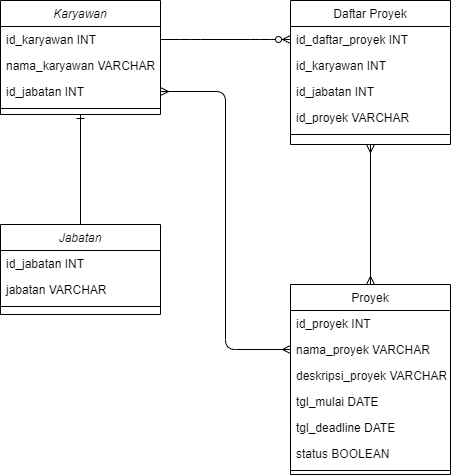 Karyawan
id_karyawan INT
nama_karyawan VARCHAR
id_jabatan INT
Daftar Proyek
id_daftar_proyek INT
id_karyawan INT
id_jabatan INT
id_proyek VARCHAR
Jabatan
id_jabatan INT
jabatan VARCHAR
Proyek
id_proyek INT
nama_proyek VARCHAR
deskripsi_proyek VARCHAR
tgl_mulai DATE
tgl_deadline DATE
status BOOLEAN